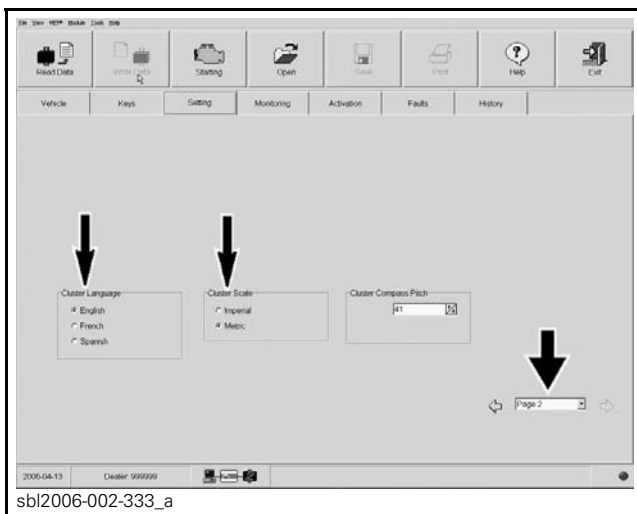 File View MPEM Module Tools Help
Read Data Write Data Starting Open Save Print Help Exit
Vehicle Keys Setting Monitoring Activation Faults History
Cluster Language Cluster Scale Cluster Compass Pitch
English Imperial 41
French Metric
Spanish
Page 2
2006-04-13 Dealer: 999999
sbl2006-002-333_a